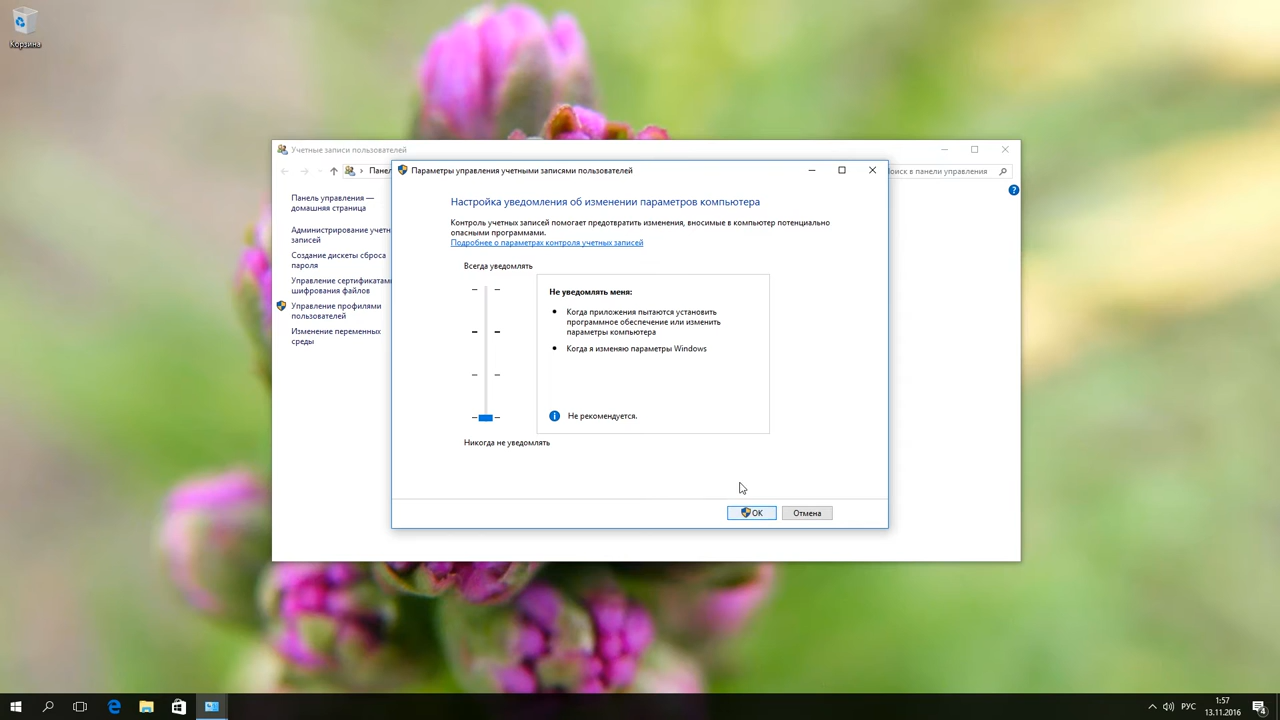 Корзина
Учетные записи пользователей
Панел
оиск в панели управления
Параметры управления учетными записями пользователей
Панель управления —
домашняя страница
Администрирование учетн
записей
Создание дискеты сброса
пароля
Управление сертификатам
шифрования файлов
Управление профилями
пользователей
Изменение переменных
среды
Настройка уведомления об изменении параметров компьютера
Контроль учетных записей помогает предотвратить изменения, вносимые в компьютер потенциально
опасными программами.
Подробнее о параметрах контроля учетных записей
Всегда уведомлять
Не уведомлять меня:
Когда приложения пытаются установить
программное обеспечение или изменить
параметры компьютера
Когда я изменяю параметры Windows
Не рекомендуется.
Никогда не уведомлять
ОК
Отмена
РУС
1:57
13.11.2016
4